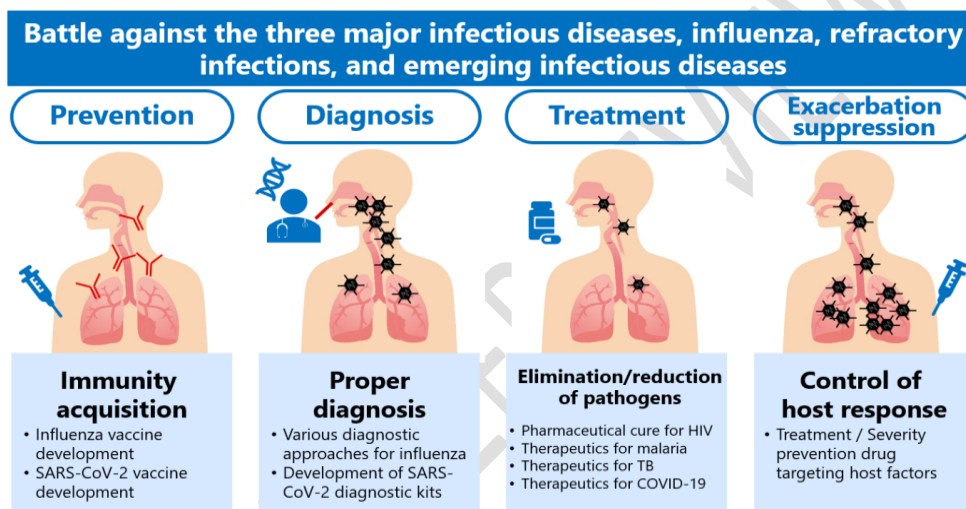 Battle against the three major infectious diseases, influenza, refractory
infections, and emerging infectious diseases
Prevention
Diagnosis
Treatment
Exacerbation
suppression
Immunity
acquisition
• Influenza vaccine
development
• SARS-CoV-2 vaccine
development
Proper
diagnosis
• Various diagnostic
approaches for influenza
• Development of SARS-
CoV-2 diagnostic kits
Elimination/reduction
of pathogens
• Pharmaceutical cure for HIV
• Therapeutics for malaria
• Therapeutics for TB
• Therapeutics for COVID-19
Control of
host response
• Treatment / Severity
prevention drug
targeting host factors